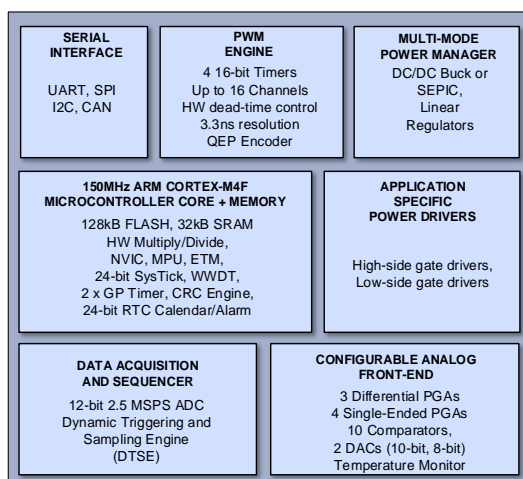 SERIAL
INTERFACE
UART, SPI
I2C, CAN
PWM
ENGINE
4 16-bit Timers
Up to 16 Channels
HW dead-time control
3.3ns resolution
QEP Encoder
MULTI-MODE
POWER MANAGER
DC/DC Buck or
SEPIC,
Linear
Regulators
150MHz ARM CORTEX-M4F
MICROCONTROLLER CORE + MEMORY
128kB FLASH, 32kB SRAM
HW Multiply/Divide,
NVIC, MPU, ETM,
24-bit SysTick, WWDT,
2 x GP Timer, CRC Engine,
24-bit RTC Calendar/Alarm
APPLICATION
SPECIFIC
POWER DRIVERS
High-side gate drivers,
Low-side gate drivers
DATA ACQUISITION
AND SEQUENCER
12-bit 2.5 MSPS ADC
Dynamic Triggering and
Sampling Engine
(DTSE)
CONFIGURABLE ANALOG
FRONT-END
3 Differential PGAs
4 Single-Ended PGAs
10 Comparators,
2 DACs (10-bit, 8-bit)
Temperature Monitor